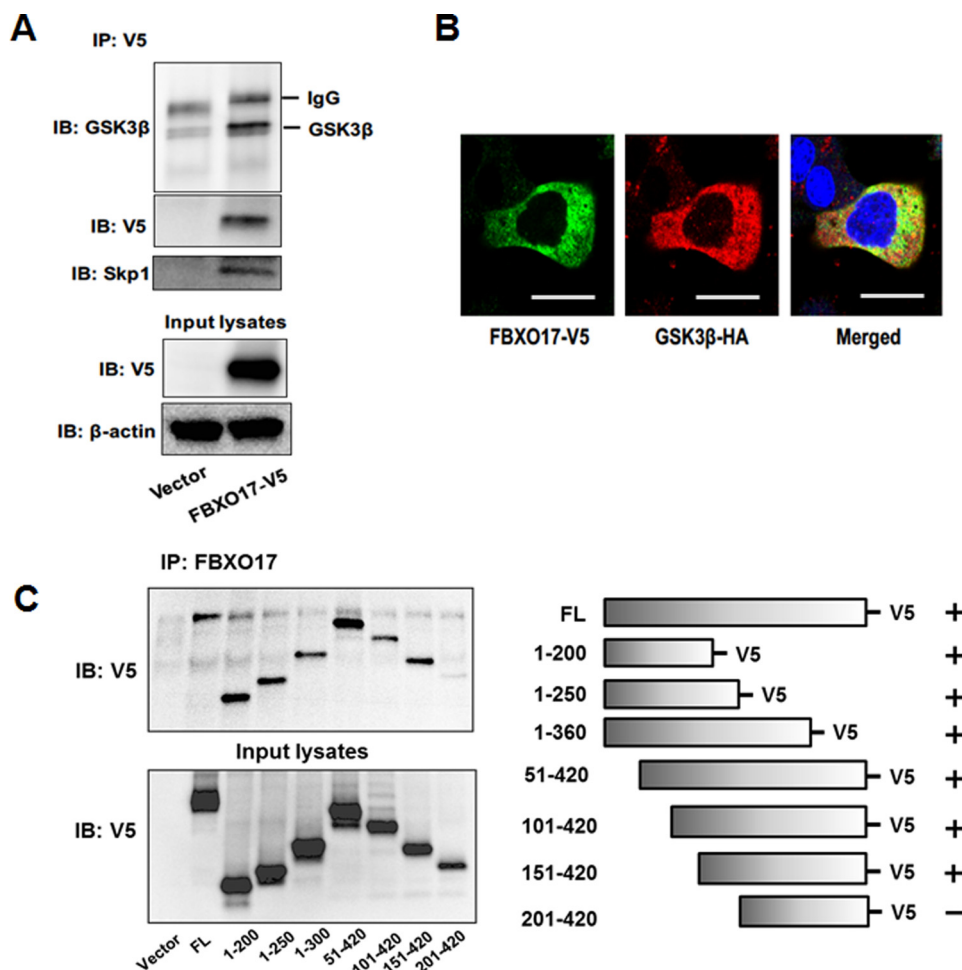 A
IP: V5
IB: GSK3β
IgG
GSK3β
IB: V5
IB: Skp1
Input lysates
IB: V5
IB: β-actin
Vector
FBXO17-V5
B
FBXO17-V5
GSK3β-HA
Merged
C
IP: FBXO17
IB: V5
Input lysates
IB: V5
Vector
FL
1-200
1-250
1-300
51-420
101-420
151-420
201-420
FL V5 +
1-200 V5 +
1-250 V5 +
1-360 V5 +
51-420 V5 +
101-420 V5 +
151-420 V5 +
201-420 V5 −